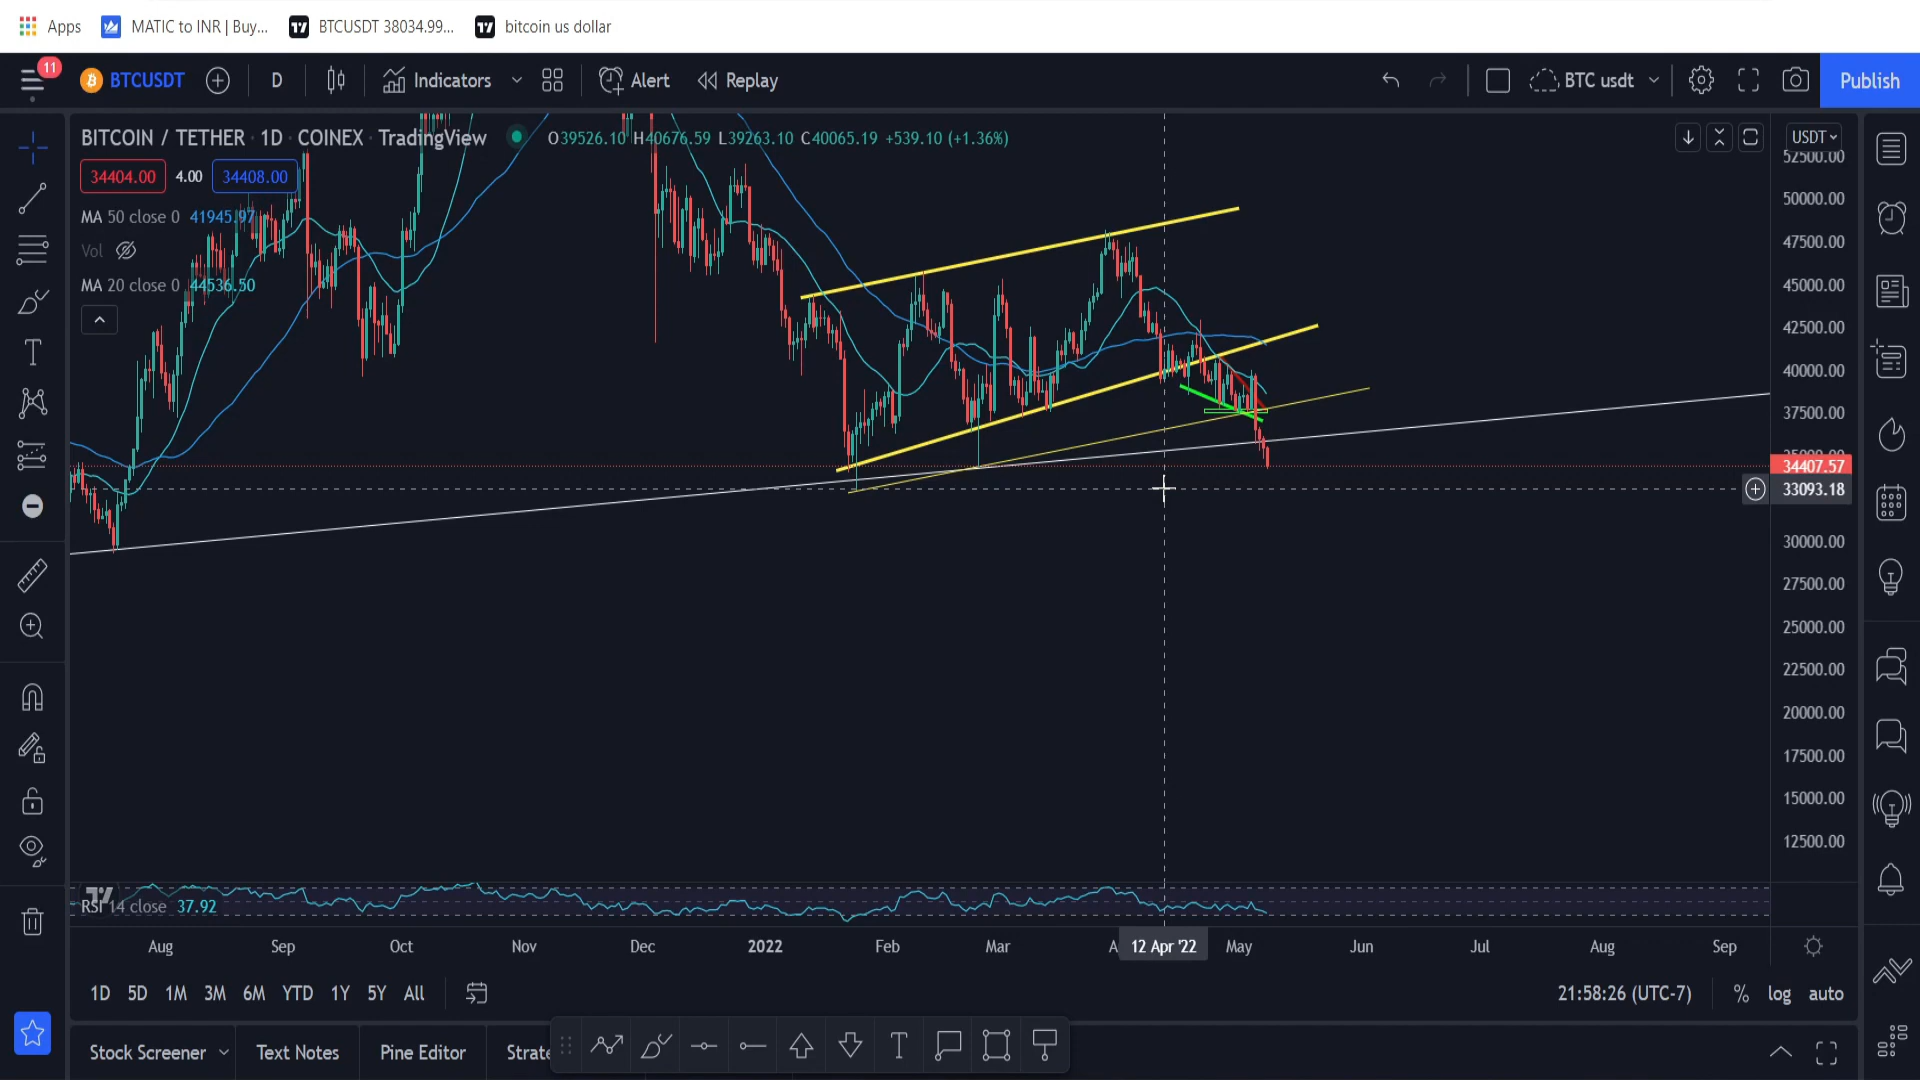 Apps MATIC to INR | Buy... BTCUSDT 38034.99... bitcoin us dollar
11
BTCUSDT D Indicators Alert Replay BTC usdt Publish
BITCOIN / TETHER · 1D · COINEX · TradingView O39526.10 H40676.59 L39263.10 C40065.19 +539.10 (+1.36%)
USDT
52500.00
34404.00 4.00 34408.00
50000.00
MA 50 close 0 41945.97
47500.00
Vol
MA 20 close 0 44536.50
45000.00
42500.00
40000.00
37500.00
35000.00
34407.57
33093.18
30000.00
27500.00
25000.00
22500.00
20000.00
17500.00
15000.00
12500.00
RSI 14 close 37.92
Aug Sep Oct Nov Dec 2022 Feb Mar A 12 Apr '22 May Jun Jul Aug Sep
1D 5D 1M 3M 6M YTD 1Y 5Y All 21:58:26 (UTC-7) % log auto
Stock Screener Text Notes Pine Editor Strate